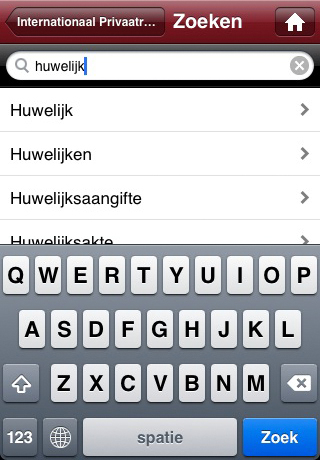 Internationaal Privaatr...
Zoeken
huwelijk
Huwelijk
Huwelijken
Huwelijksaangifte
Huwelijksakte
Q W E R T Y U I O P
A S D F G H J K L
Z X C V B N M
123 spatie Zoek